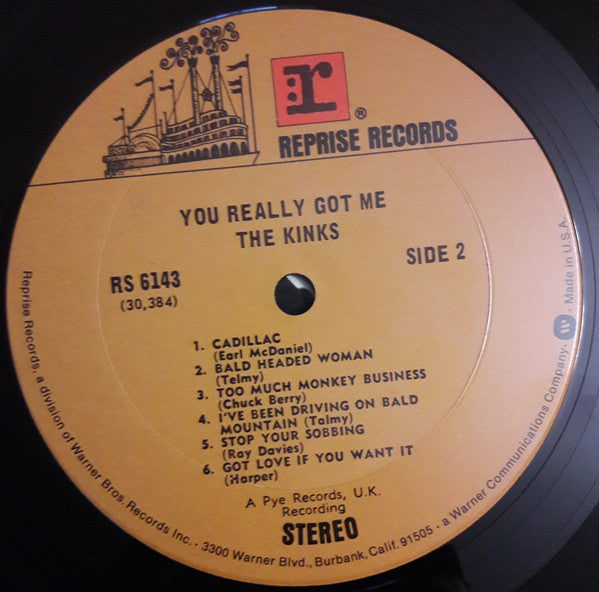 r
®
REPRISE RECORDS
YOU REALLY GOT ME
THE KINKS
RS 6143
(30,384)
SIDE 2
1. CADILLAC
(Earl McDaniel)
2. BALD HEADED WOMAN
(Telmy)
3. TOO MUCH MONKEY BUSINESS
(Chuck Berry)
4. I'VE BEEN DRIVING ON BALD
MOUNTAIN (Talmy)
5. STOP YOUR SOBBING
(Ray Davies)
6. GOT LOVE IF YOU WANT IT
(Harper)
A Pye Records, U.K.
Recording
STEREO
Reprise Records, a division of Warner Bros. Records Inc. · 3300 Warner Blvd., Burbank, Calif. 91505 · a Warner Communications Company · W · Made in U.S.A.